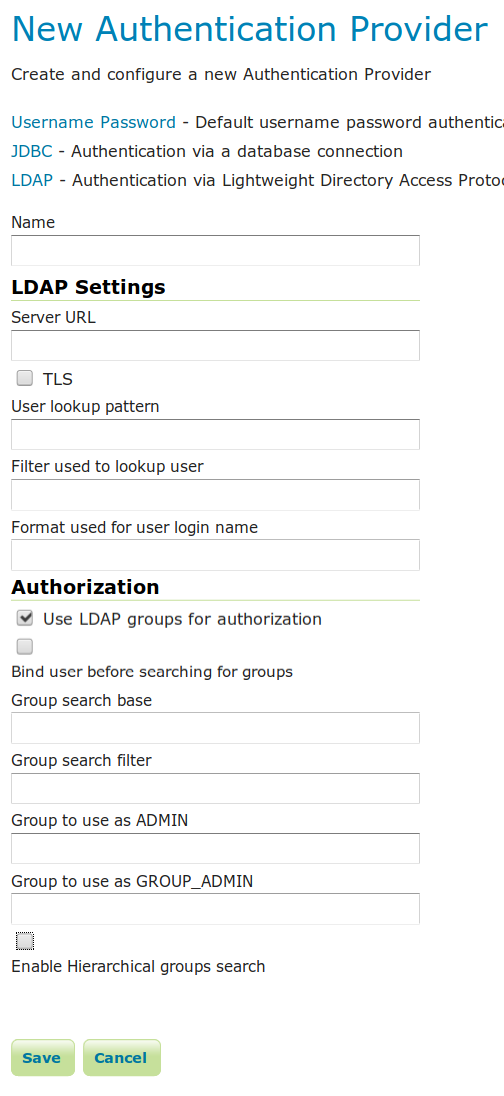 New Authentication Provider
Create and configure a new Authentication Provider
Username Password - Default username password
JDBC - Authentication via a database connection
LDAP - Authentication via Lightweight Directory Access
Name
LDAP Settings
Server URL
TLS
User lookup pattern
Filter used to lookup user
Format used for user login name
Authorization
Use LDAP groups for authorization
Bind user before searching for groups
Group search base
Group search filter
Group to use as ADMIN
Group to use as GROUP_ADMIN
Enable Hierarchical groups search
Save Cancel